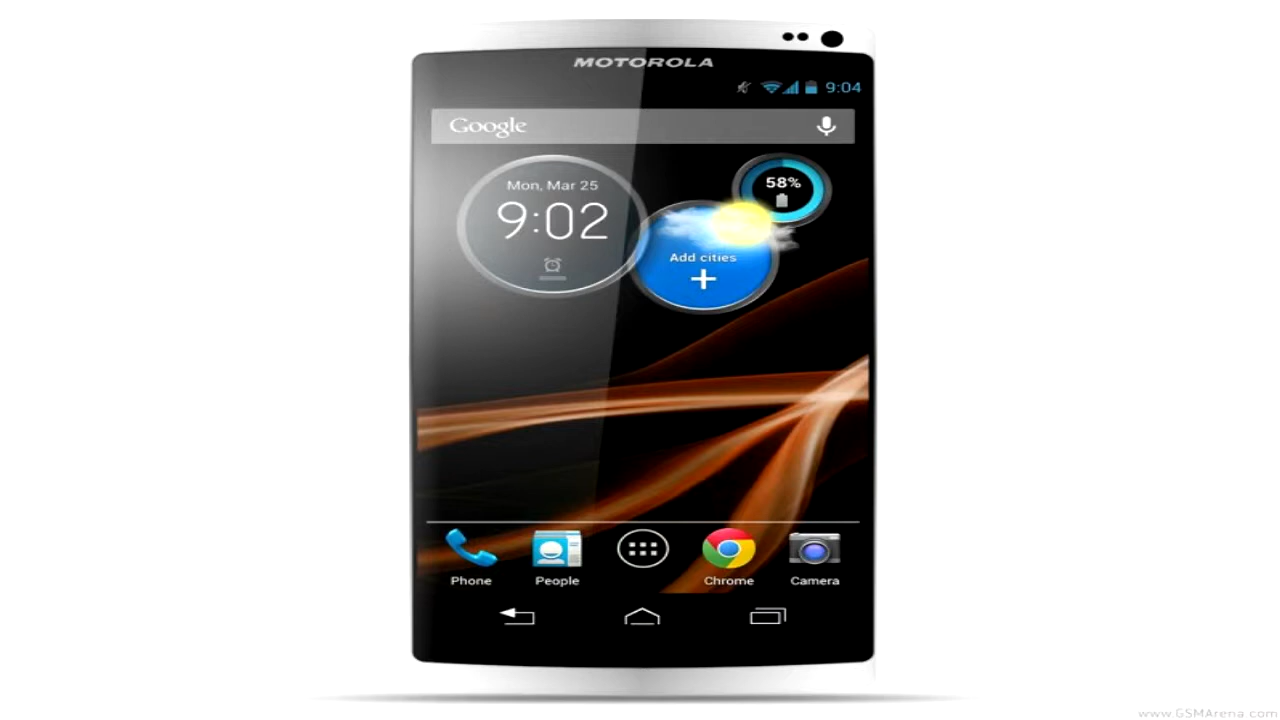 MOTOROLA
9:04
Google
Mon, Mar 25
9:02
58%
Add cities
+
Phone People Chrome Camera
www.GSMArena.com